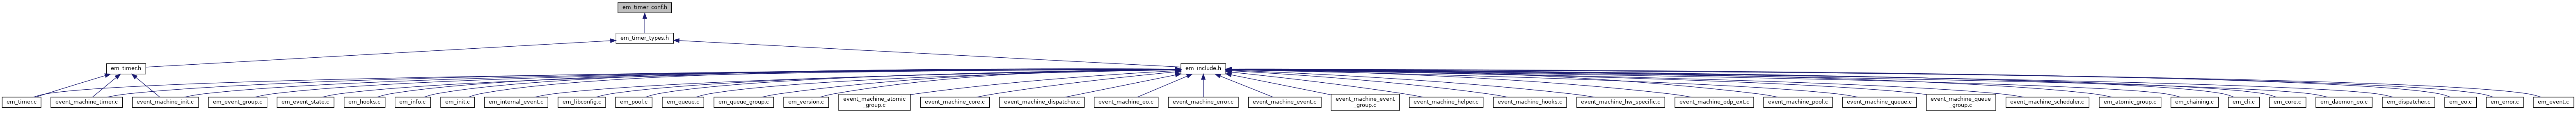 em_timer_conf.h
em_timer_types.h
em_timer.h
em_include.h
em_timer.c
event_machine_timer.c
event_machine_init.c
em_event_group.c
em_event_state.c
em_hooks.c
em_info.c
em_init.c
em_internal_event.c
em_libconfig.c
em_pool.c
em_queue.c
em_queue_group.c
em_version.c
event_machine_atomic
_group.c
event_machine_core.c
event_machine_dispatcher.c
event_machine_eo.c
event_machine_error.c
event_machine_event.c
event_machine_event
_group.c
event_machine_helper.c
event_machine_hooks.c
event_machine_hw_specific.c
event_machine_odp_ext.c
event_machine_pool.c
event_machine_queue.c
event_machine_queue
_group.c
event_machine_scheduler.c
em_atomic_group.c
em_chaining.c
em_cli.c
em_core.c
em_daemon_eo.c
em_dispatcher.c
em_eo.c
em_error.c
em_event.c